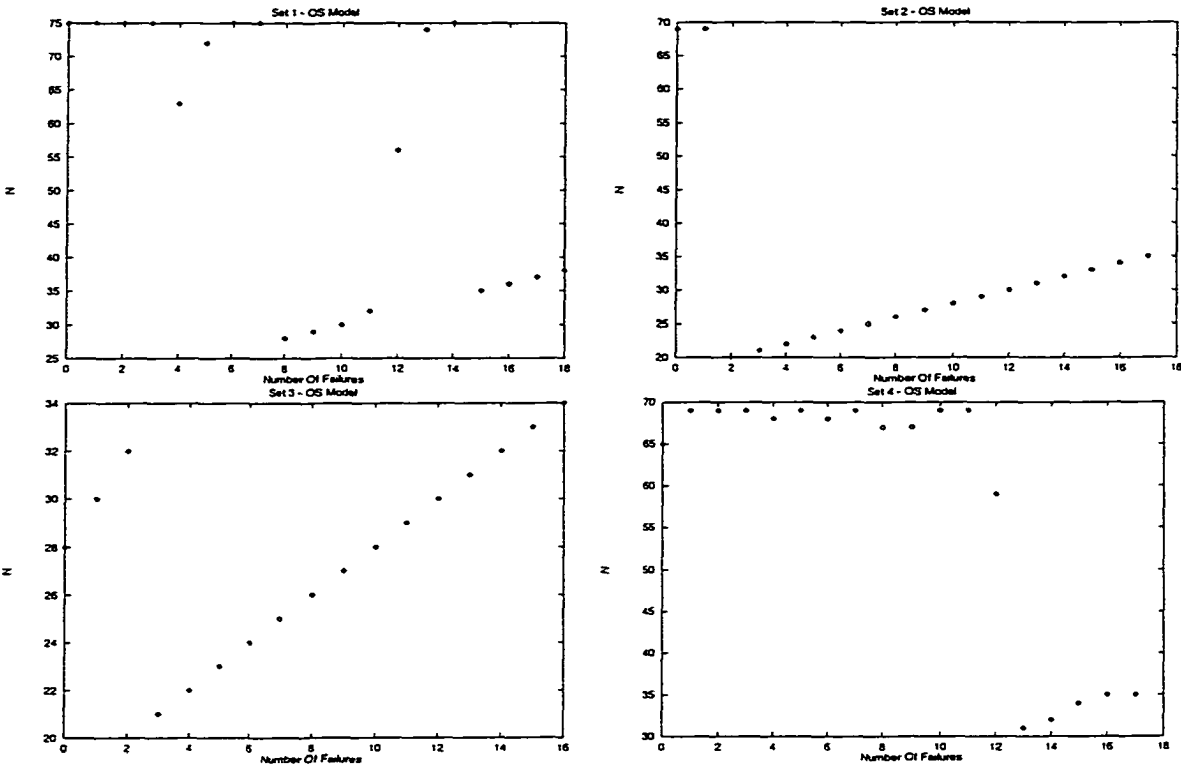 Set 1 - OS Model
75
70
65
60
55
50
45
40
35
30
25
N
0 2 4 6 8 10 12 14 16 18
Number Of Failures
Set 2 - OS Model
70
65
60
55
50
45
40
35
30
25
20
N
0 2 4 6 8 10 12 14 16 18
Number Of Failures
Set 3 - OS Model
34
32
30
28
26
24
22
20
N
0 2 4 6 8 10 12 14 16
Number Of Failures
Set 4 - OS Model
70
65
60
55
50
45
40
35
30
N
0 2 4 6 8 10 12 14 16 18
Number Of Failures